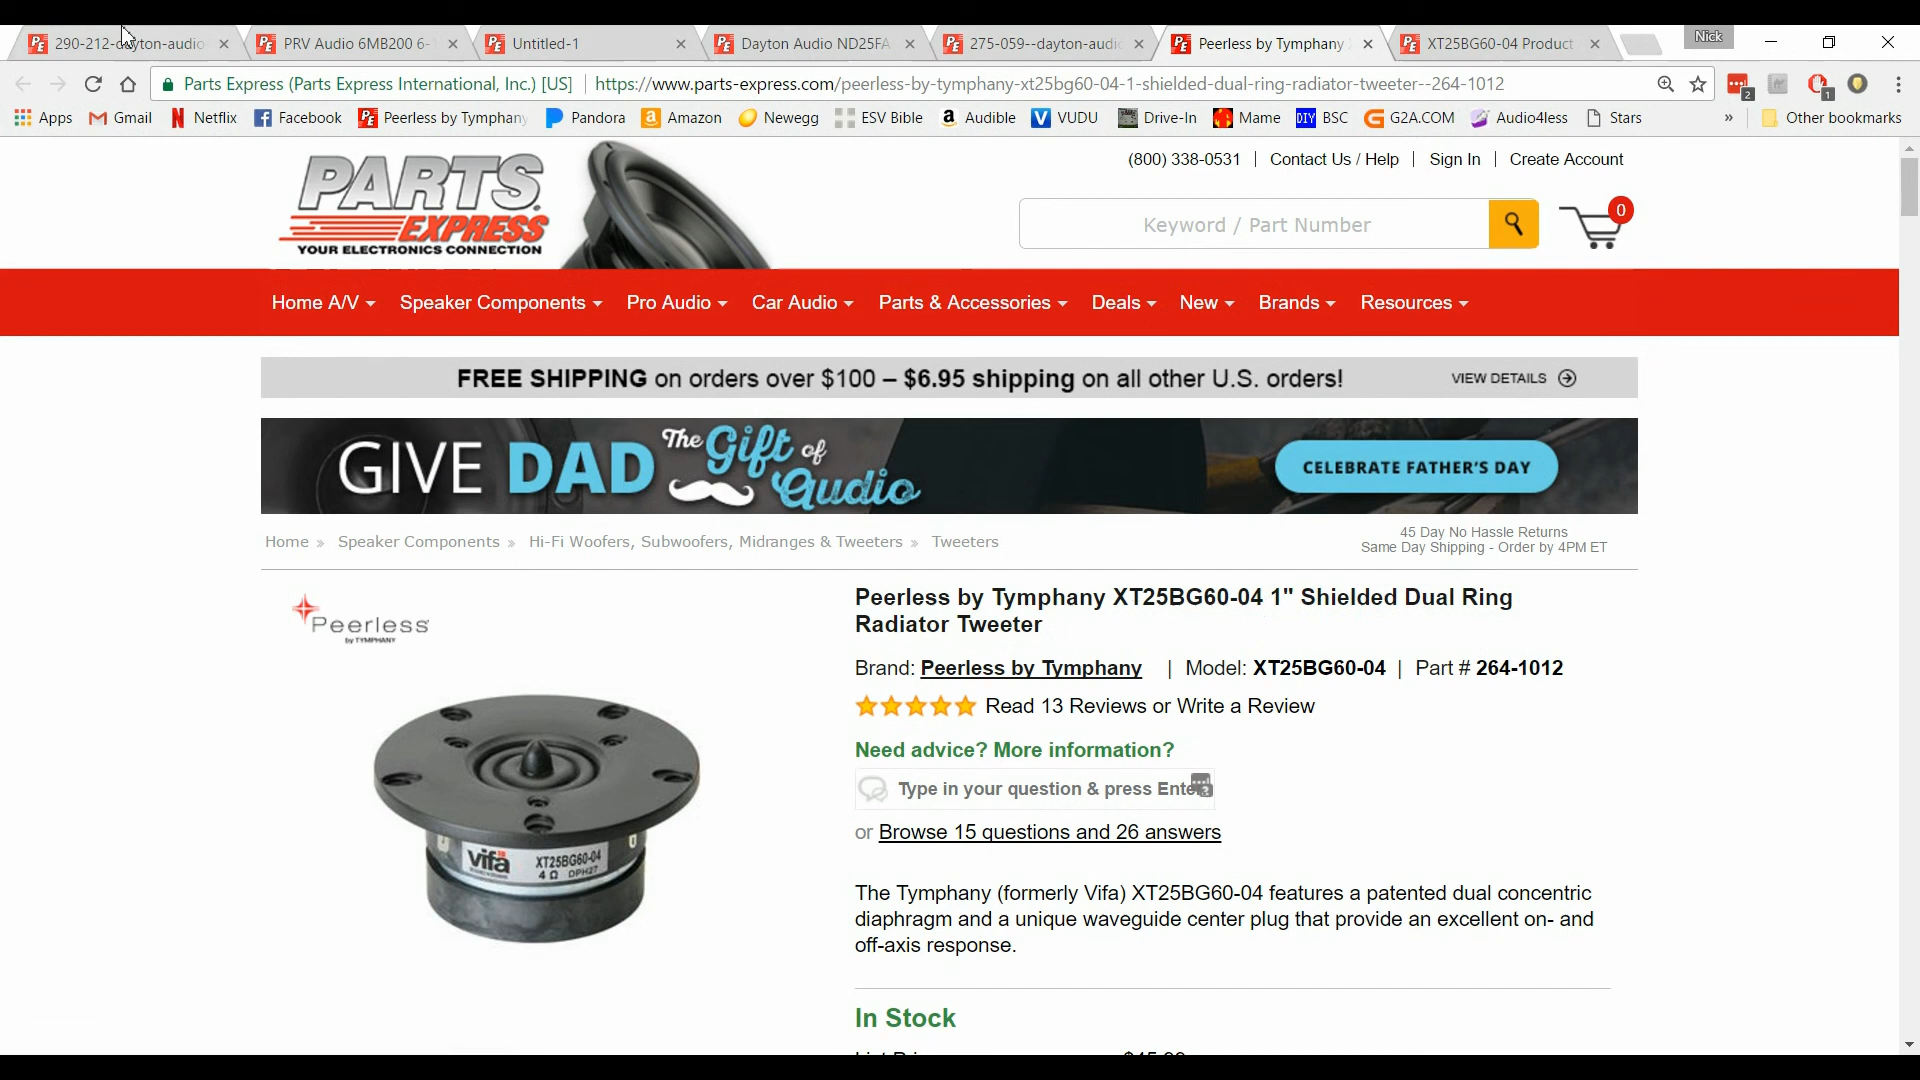 290-212-dayton-audio
PRV Audio 6MB200 6-
Untitled-1
Dayton Audio ND25FA
275-059--dayton-audio
Peerless by Tymphany
XT25BG60-04 Product
Nick
Parts Express (Parts Express International, Inc.) [US]
https://www.parts-express.com/peerless-by-tymphany-xt25bg60-04-1-shielded-dual-ring-radiator-tweeter--264-1012
2
1
Apps
Gmail
Netflix
Facebook
Peerless by Tymphany
Pandora
Amazon
Newegg
ESV Bible
Audible
VUDU
Drive-In
Mame
DIY BSC
G2A.COM
Audio4less
Stars
»
Other bookmarks
PARTS
EXPRESS
YOUR ELECTRONICS CONNECTION
(800) 338-0531 | Contact Us / Help | Sign In | Create Account
Keyword / Part Number
0
Home A/V
Speaker Components
Pro Audio
Car Audio
Parts & Accessories
Deals
New
Brands
Resources
FREE SHIPPING on orders over $100 – $6.95 shipping on all other U.S. orders!
VIEW DETAILS
GIVE DAD The Gift of Audio
CELEBRATE FATHER'S DAY
Home » Speaker Components » Hi-Fi Woofers, Subwoofers, Midranges & Tweeters » Tweeters
45 Day No Hassle Returns
Same Day Shipping - Order by 4PM ET
Peerless
by TYMPHANY
vifa
XT25BG60-04
4 Ω DPH27
Peerless by Tymphany XT25BG60-04 1" Shielded Dual Ring
Radiator Tweeter
Brand: Peerless by Tymphany | Model: XT25BG60-04 | Part # 264-1012
Read 13 Reviews or Write a Review
Need advice? More information?
Type in your question & press Enter
or Browse 15 questions and 26 answers
The Tymphany (formerly Vifa) XT25BG60-04 features a patented dual concentric
diaphragm and a unique waveguide center plug that provide an excellent on- and
off-axis response.
In Stock